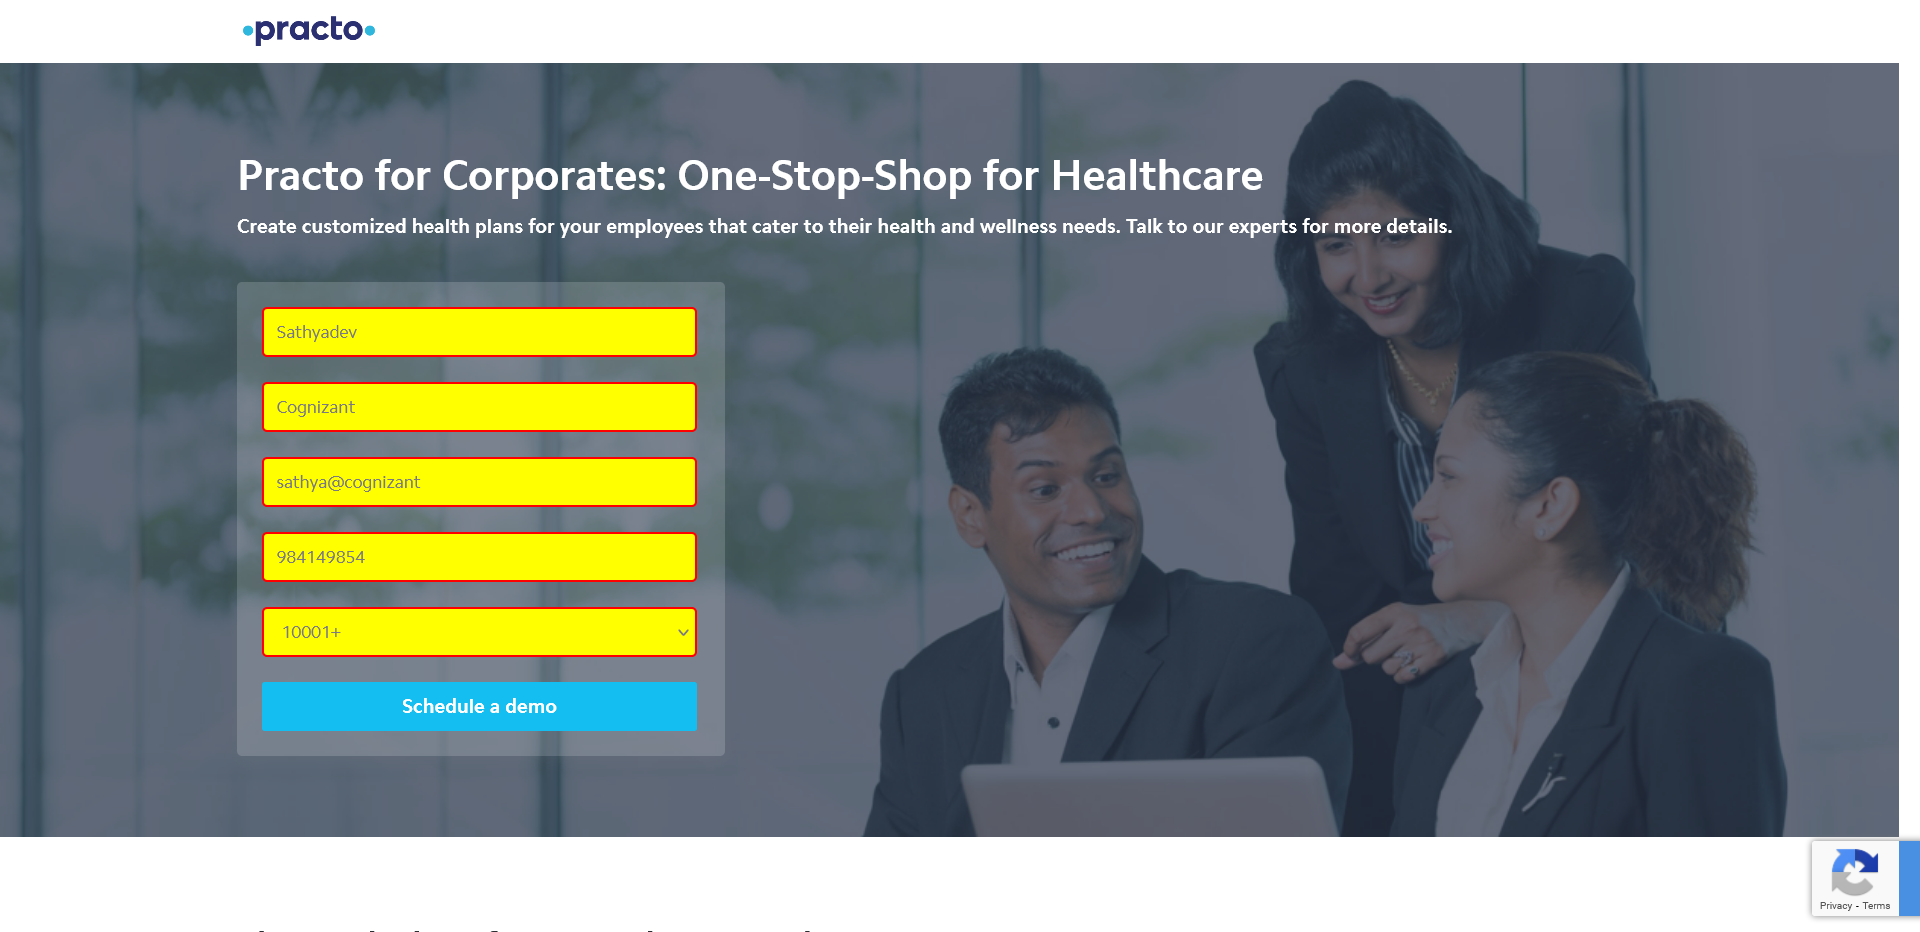 practo
Practo for Corporates: One-Stop-Shop for Healthcare
Create customized health plans for your employees that cater to their health and wellness needs. Talk to our experts for more details.
Sathyadev
Cognizant
sathya@cognizant
984149854
10001+
Schedule a demo
Privacy - Terms